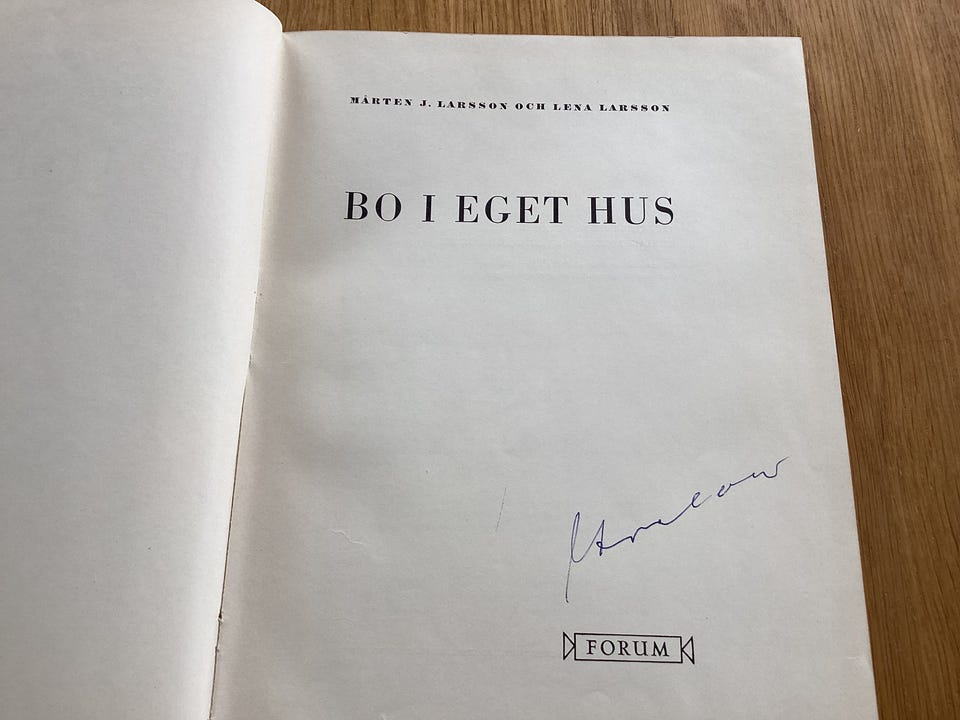 MÅRTEN J. LARSSON OCH LENA LARSSON
BO I EGET HUS
FORUM